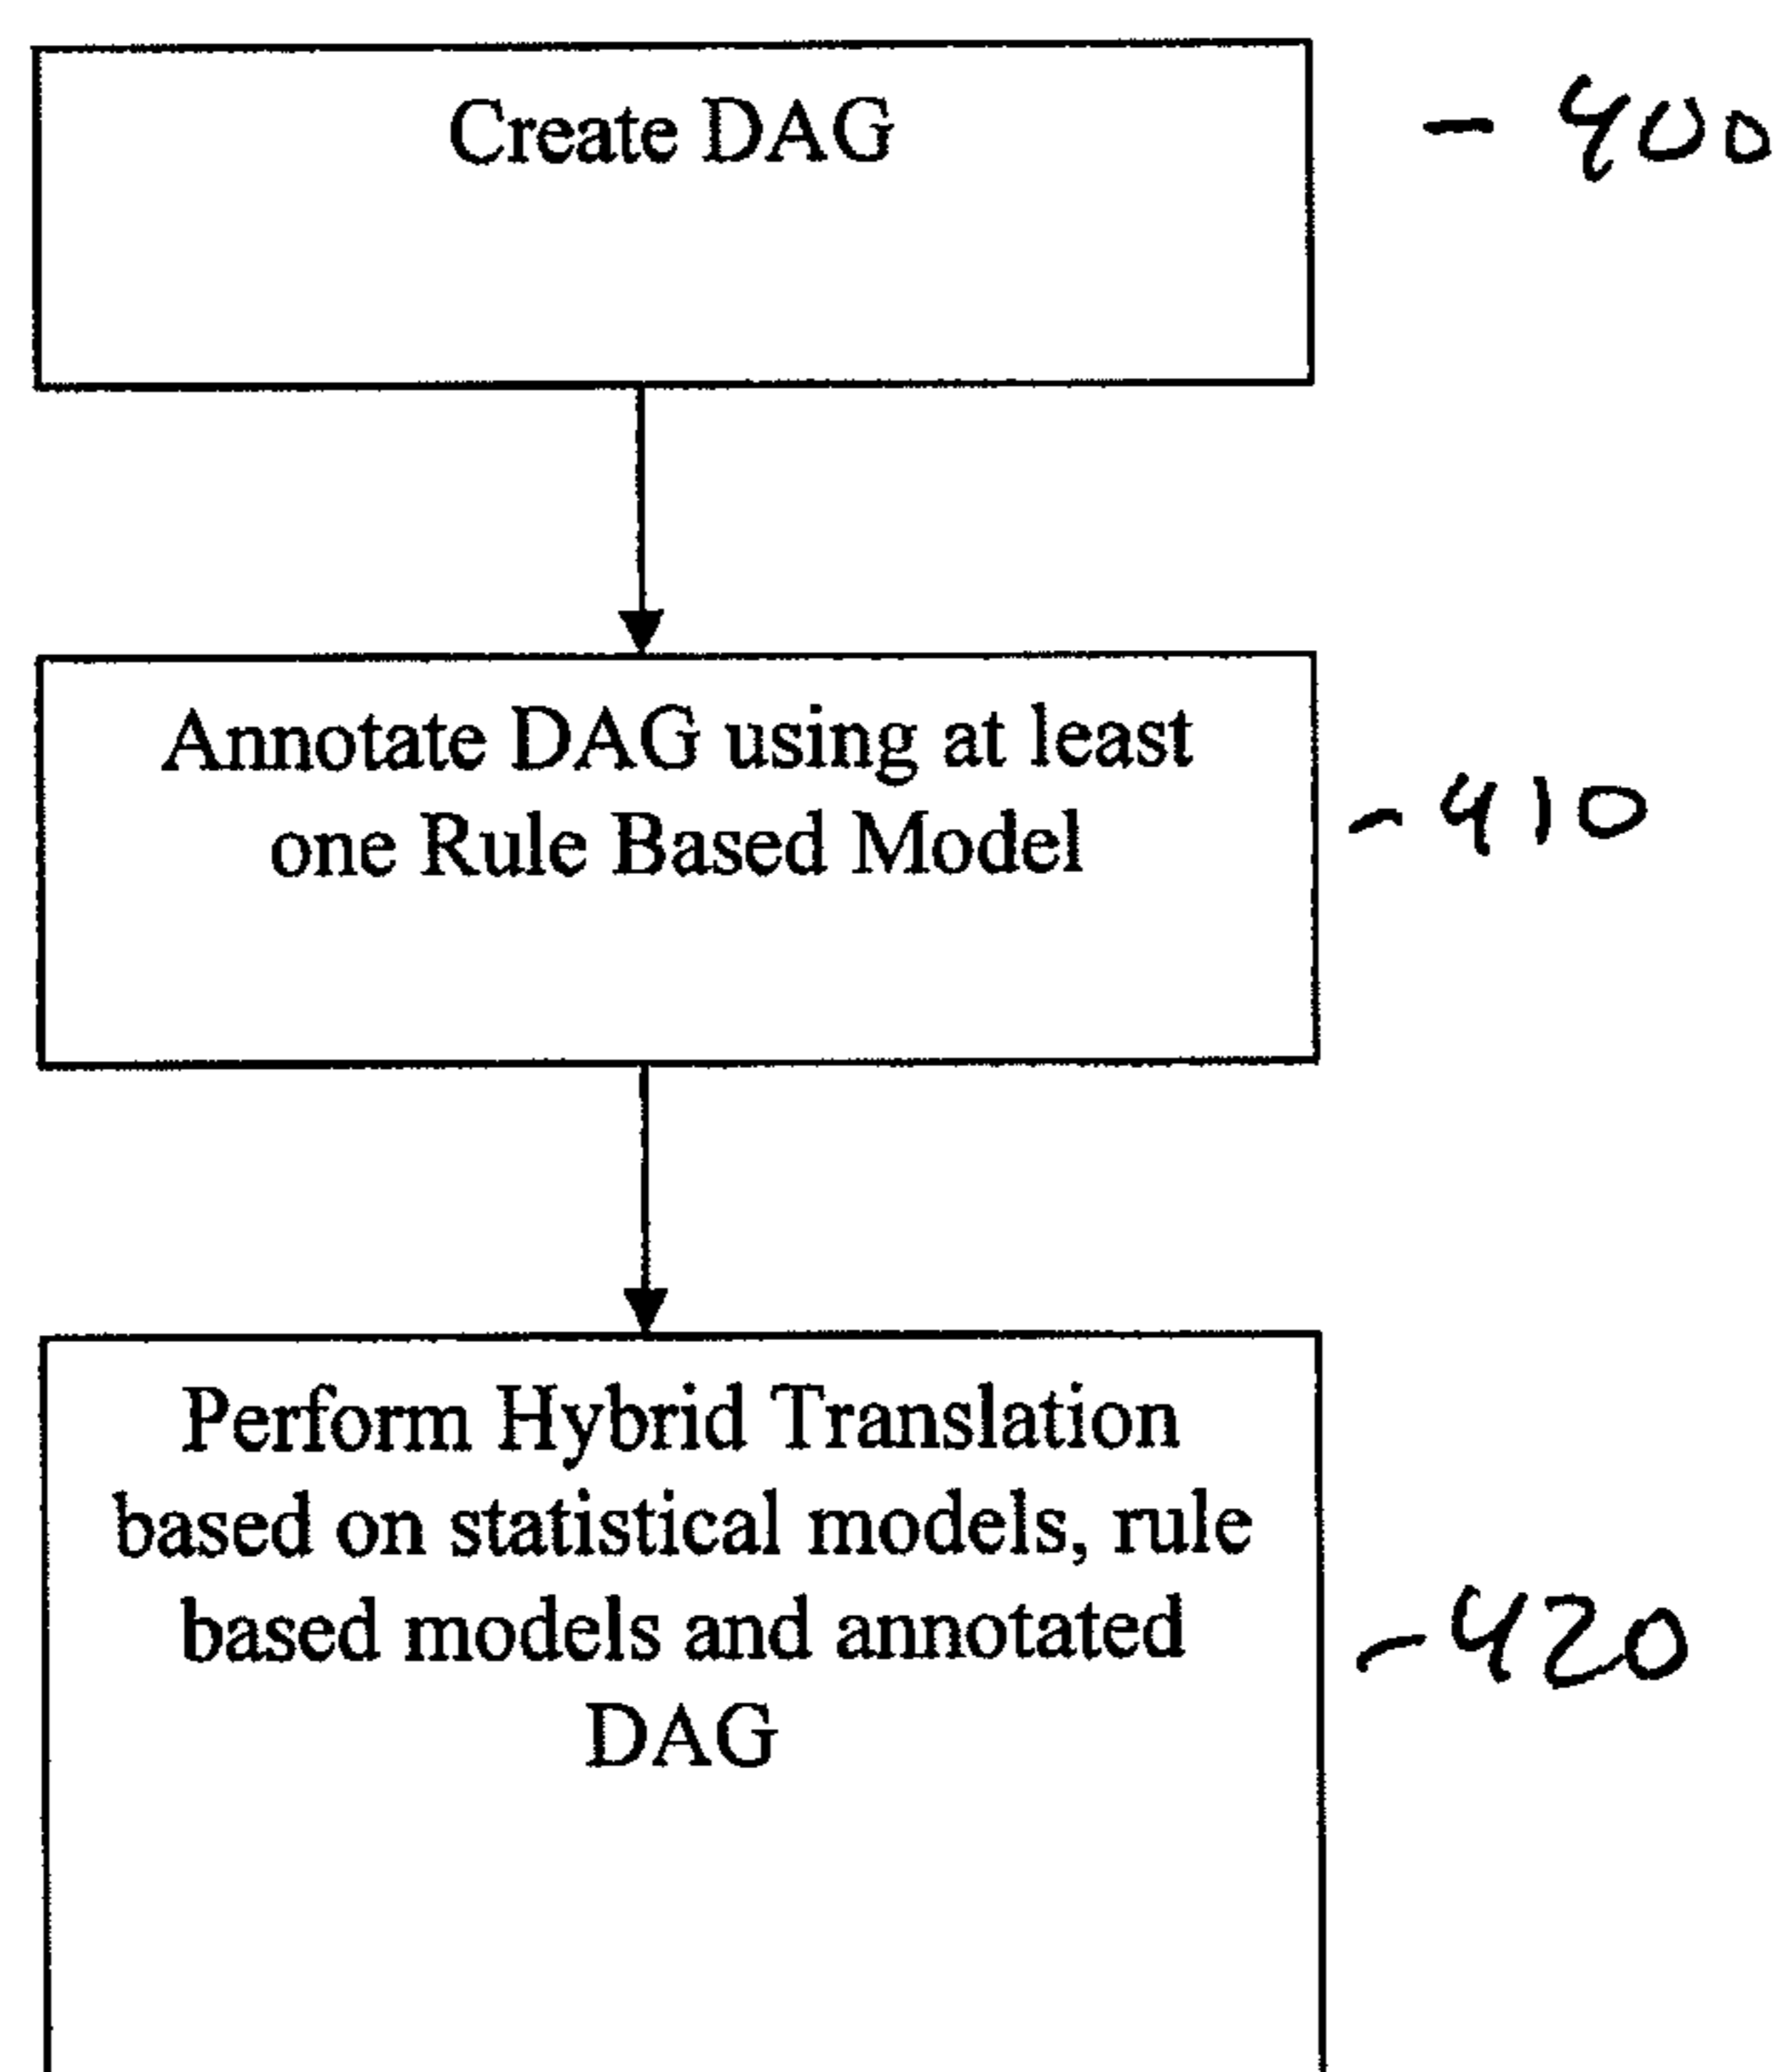 Create DAG
- 400
Annotate DAG using at least
one Rule Based Model
- 410
Perform Hybrid Translation
based on statistical models, rule
based models and annotated
DAG
- 420